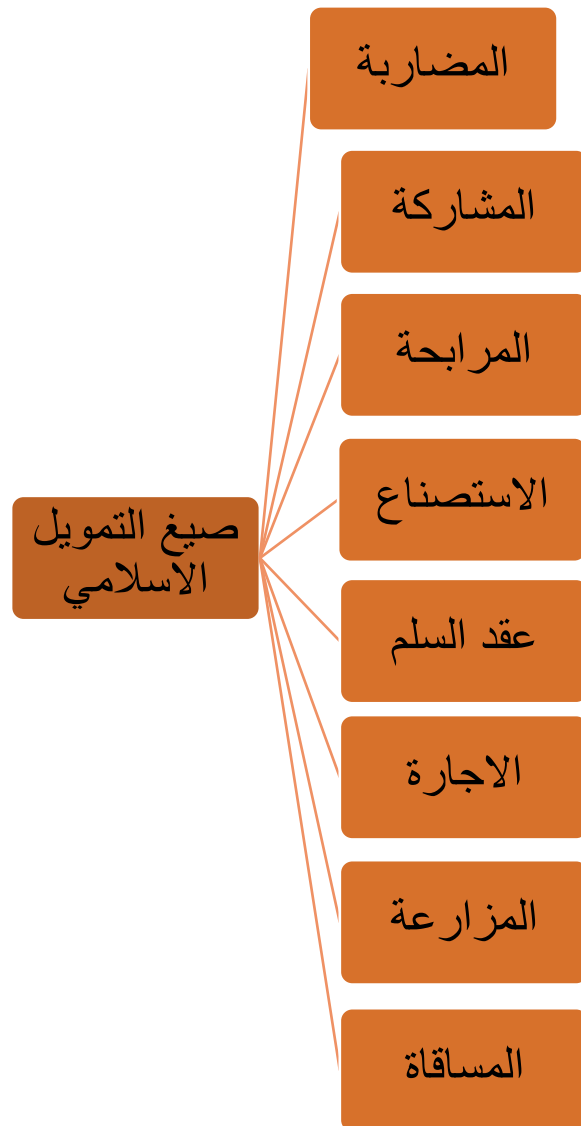 صيغ التمويل
الاسلامي
المضاربة
المشاركة
المرابحة
الاستصناع
عقد السلم
الاجارة
المزارعة
المساقاة